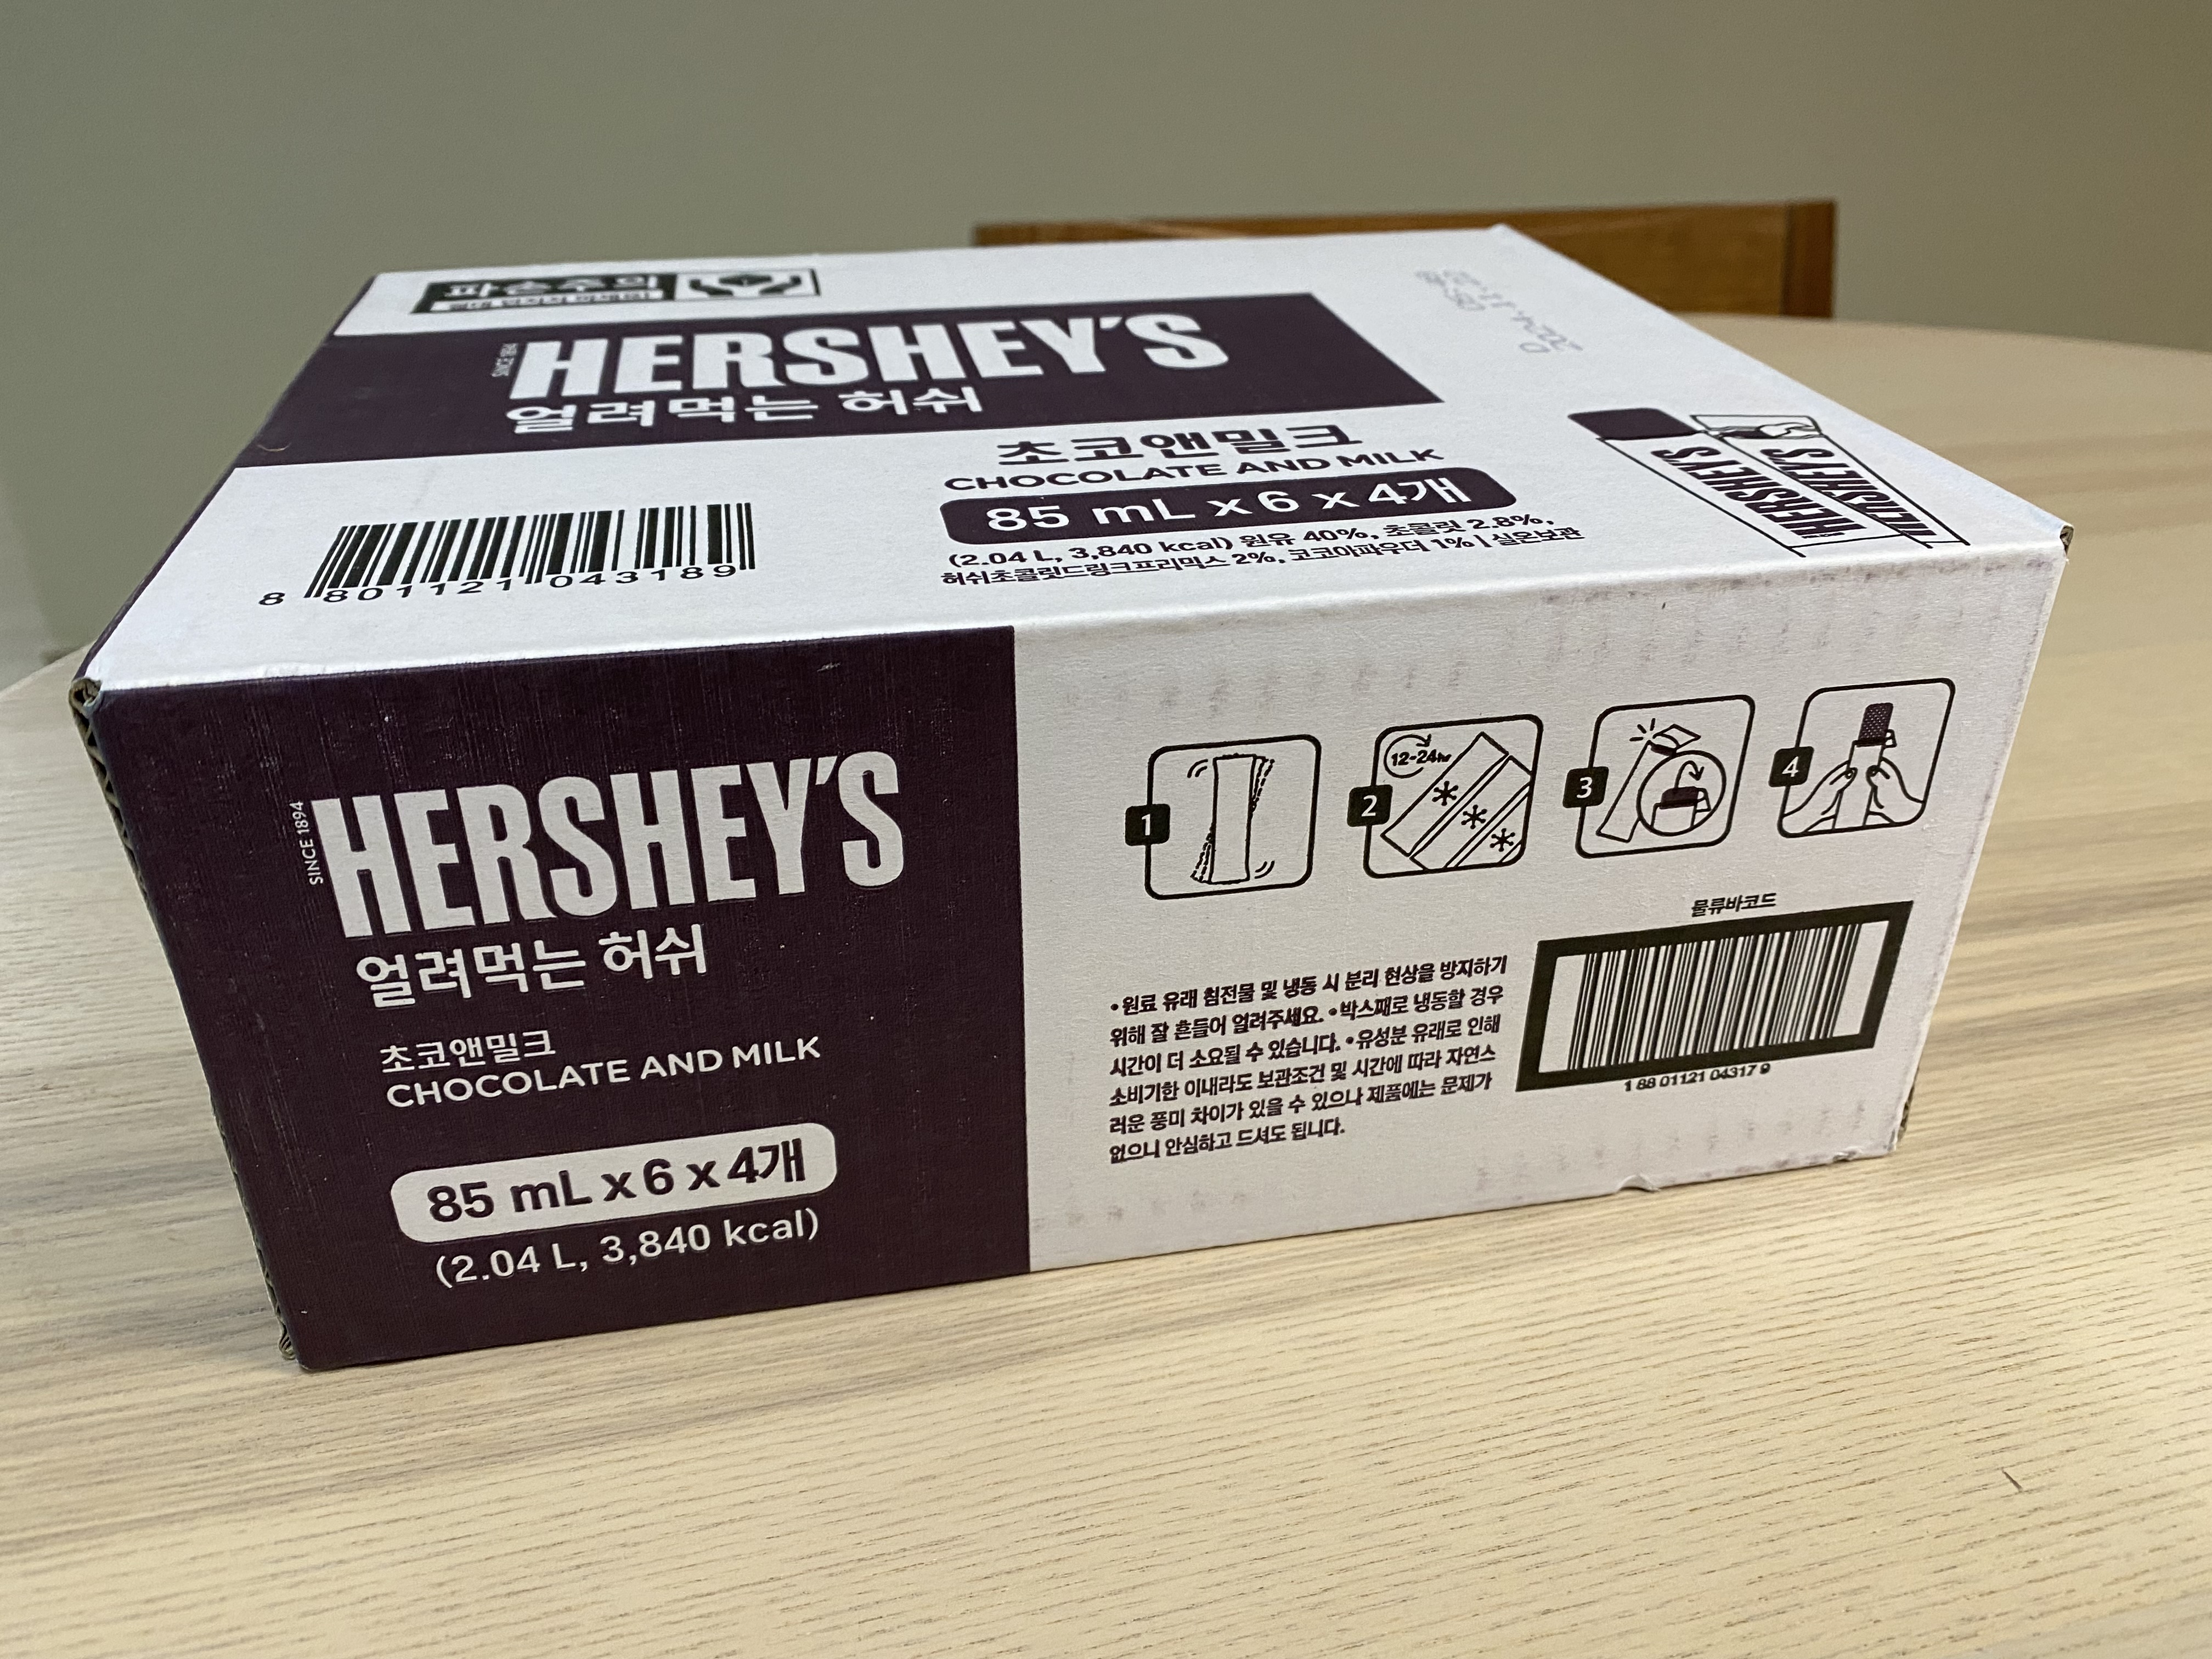 파손주의
SINCE 1894
HERSHEY'S
얼려먹는 허쉬
초코앤밀크
CHOCOLATE AND MILK
85 mL x 6 x 4개
(2.04 L, 3,840 kcal) 원유 40%, 초콜릿 2.8%,
허쉬초콜릿드링크프리믹스 2%, 코코아파우더 1% | 실온보관
8 801121 043189
HERSHEY'S
HERSHEY'S
SINCE 1894
HERSHEY'S
얼려먹는 허쉬
초코앤밀크
CHOCOLATE AND MILK
85 mL x 6 x 4개
(2.04 L, 3,840 kcal)
1
2
12-24hr
3
4
•원료 유래 침전물 및 냉동 시 분리 현상을 방지하기
위해 잘 흔들어 얼려주세요. •박스째로 냉동할 경우
시간이 더 소요될 수 있습니다. •유성분 유래로 인해
소비기한 이내라도 보관조건 및 시간에 따라 자연스
러운 풍미 차이가 있을 수 있으나 제품에는 문제가
없으니 안심하고 드셔도 됩니다.
물류바코드
1 88 01121 04317 9